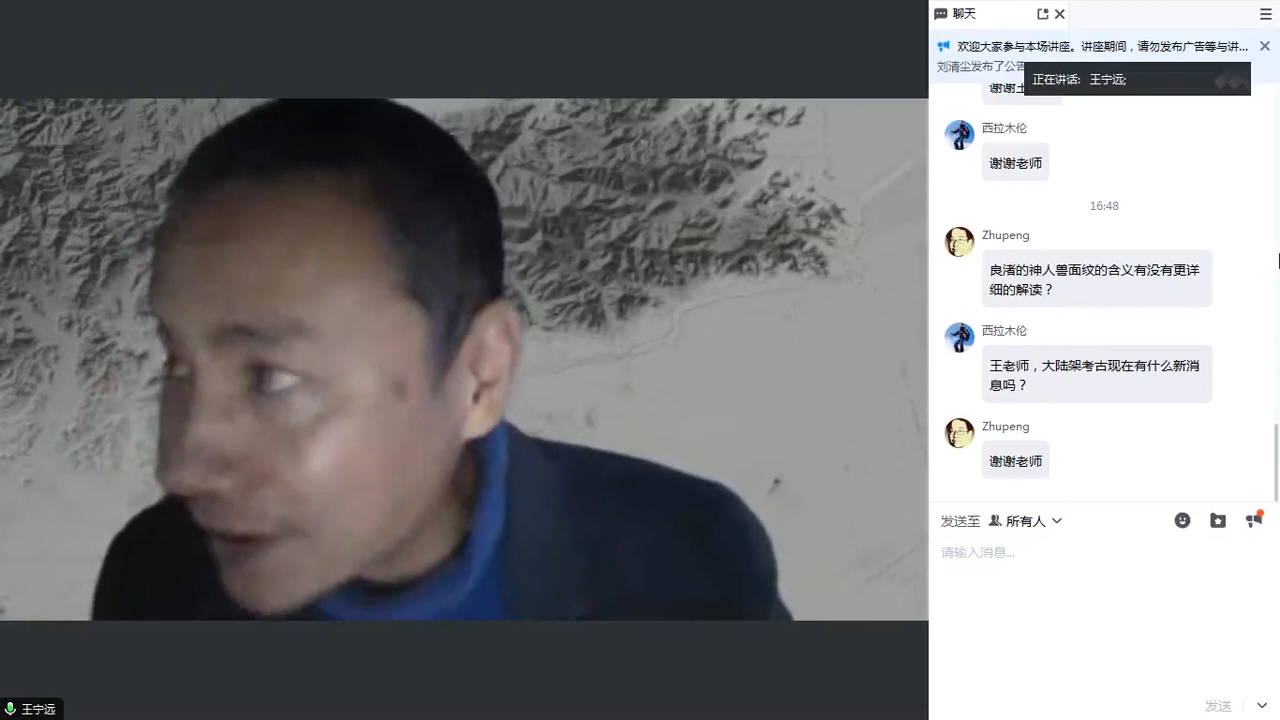 聊天
欢迎大家参与本场讲座。讲座期间，请勿发布广告等与讲...
刘清尘发布了公告
正在讲话: 王宁远;
谢谢
西拉木伦
谢谢老师
16:48
Zhupeng
良渚的神人兽面纹的含义有没有更详
细的解读？
西拉木伦
王老师，大陆架考古现在有什么新消
息吗？
Zhupeng
谢谢老师
发送至 所有人
请输入消息...
发送
王宁远